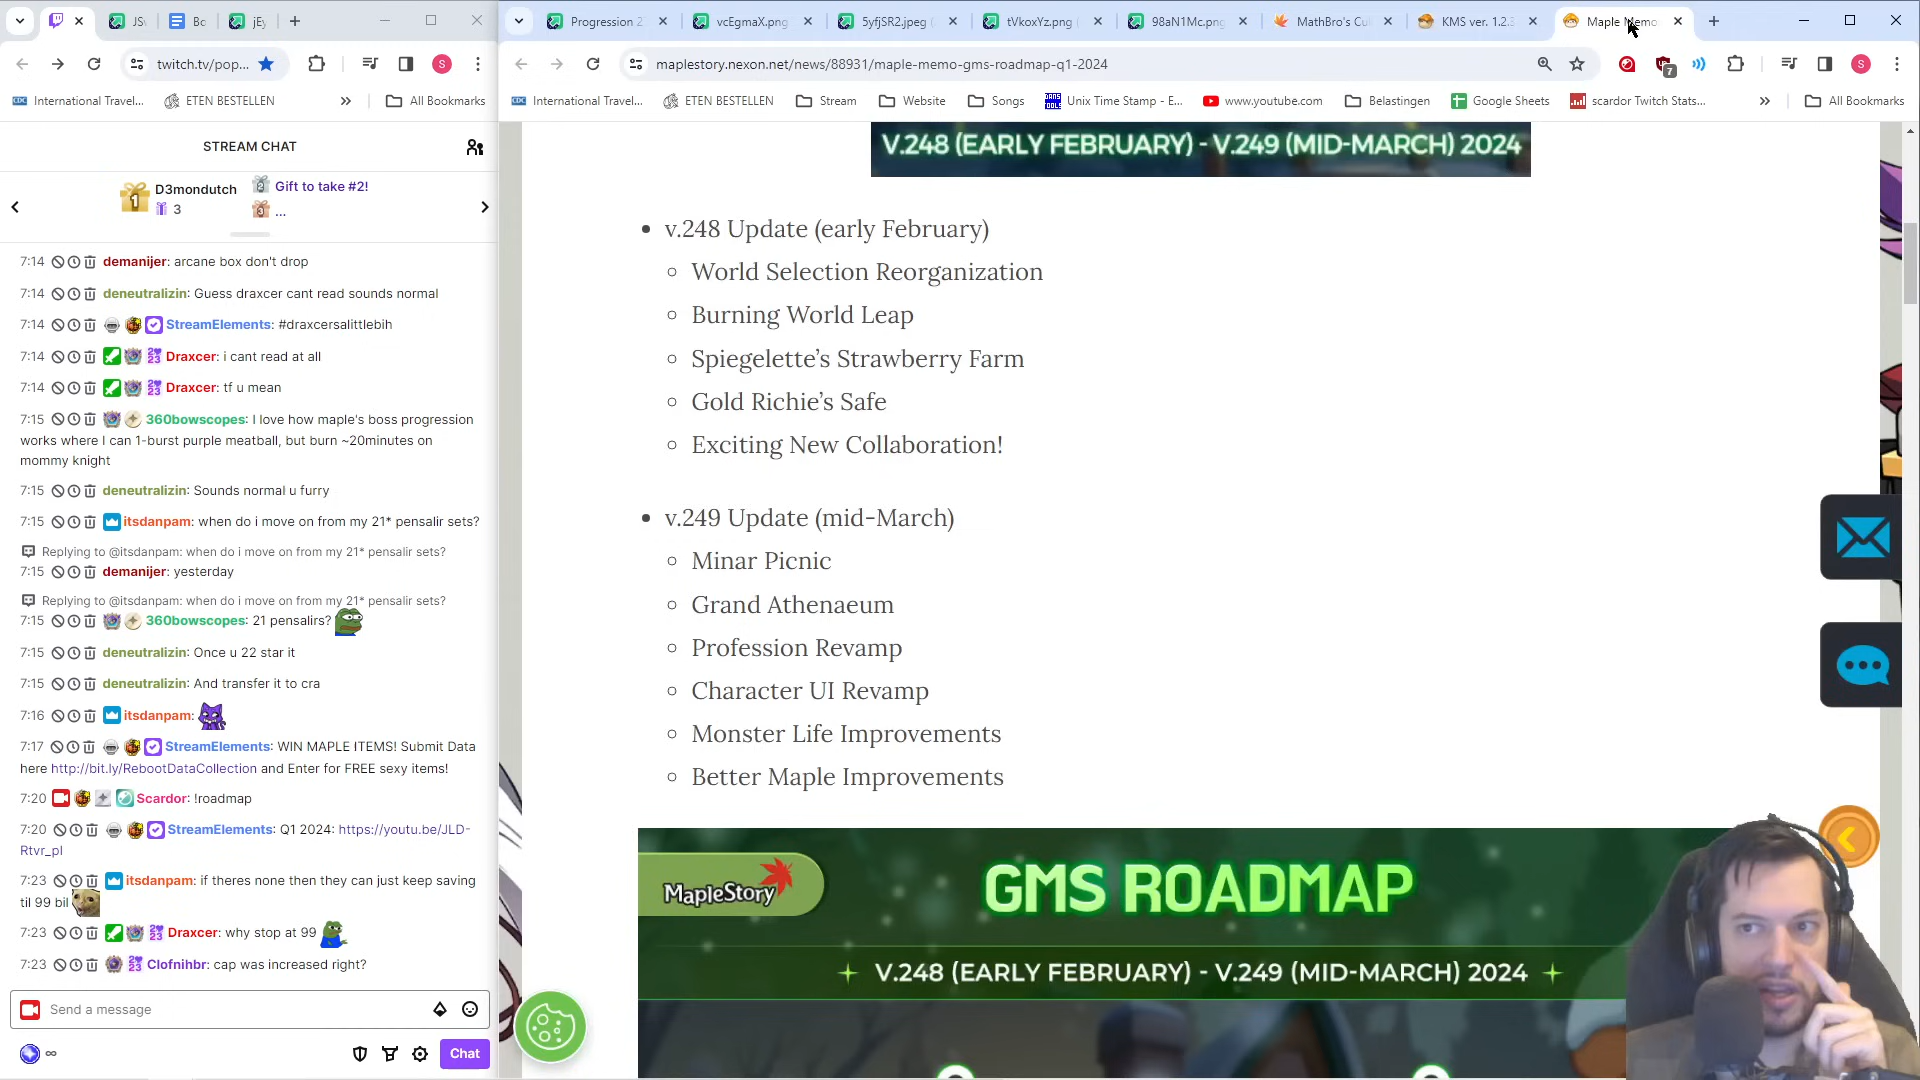 JS
Bc
jEy
Progression 2
vcEgmaX.png
5yfjSR2.jpeg (
tVkoxYz.png (
98aN1Mc.png
MathBro's Cu
KMS ver. 1.2.3
Maple Memo
twitch.tv/pop...
S
maplestory.nexon.net/news/88931/maple-memo-gms-roadmap-q1-2024
7
S
International Travel...
ETEN BESTELLEN
All Bookmarks
International Travel...
ETEN BESTELLEN
Stream
Website
Songs
Unix Time Stamp - E...
www.youtube.com
Belastingen
Google Sheets
scardor Twitch Stats...
All Bookmarks
STREAM CHAT
1
D3mondutch
3
2
Gift to take #2!
3
...
7:14 demanijer: arcane box don't drop
7:14 deneutralizin: Guess draxcer cant read sounds normal
7:14 StreamElements: #draxcersalittlebih
7:14 Draxcer: i cant read at all
7:14 Draxcer: tf u mean
7:15 360bowscopes: I love how maple's boss progression
works where I can 1-burst purple meatball, but burn ~20minutes on
mommy knight
7:15 deneutralizin: Sounds normal u furry
7:15 itsdanpam: when do i move on from my 21* pensalir sets?
Replying to @itsdanpam: when do i move on from my 21* pensalir sets?
7:15 demanijer: yesterday
Replying to @itsdanpam: when do i move on from my 21* pensalir sets?
7:15 360bowscopes: 21 pensalirs?
7:15 deneutralizin: Once u 22 star it
7:15 deneutralizin: And transfer it to cra
7:16 itsdanpam:
7:17 StreamElements: WIN MAPLE ITEMS! Submit Data
here http://bit.ly/RebootDataCollection and Enter for FREE sexy items!
7:20 Scardor: !roadmap
7:20 StreamElements: Q1 2024: https://youtu.be/JLD-
Rtvr_pI
7:23 itsdanpam: if theres none then they can just keep saving
til 99 bil
7:23 Draxcer: why stop at 99
7:23 Clofnihbr: cap was increased right?
Send a message
∞
Chat
V.248 (EARLY FEBRUARY) - V.249 (MID-MARCH) 2024
• v.248 Update (early February)
◦ World Selection Reorganization
◦ Burning World Leap
◦ Spiegelette’s Strawberry Farm
◦ Gold Richie’s Safe
◦ Exciting New Collaboration!
• v.249 Update (mid-March)
◦ Minar Picnic
◦ Grand Athenaeum
◦ Profession Revamp
◦ Character UI Revamp
◦ Monster Life Improvements
◦ Better Maple Improvements
MapleStory
GMS ROADMAP
V.248 (EARLY FEBRUARY) - V.249 (MID-MARCH) 2024